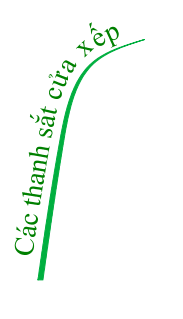 Các thanh sắt cửa xếp